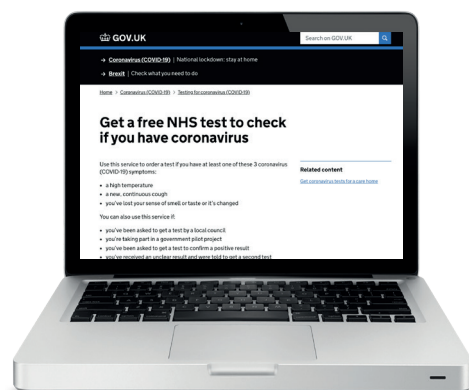 GOV.UK
Search on GOV.UK
→ Coronavirus (COVID-19) | National lockdown: stay at home
→ Brexit | Check what you need to do
Home > Coronavirus (COVID-19) > Testing for coronavirus (COVID-19)
Get a free NHS test to check
if you have coronavirus
Use this service to order a test if you have at least one of these 3 coronavirus
(COVID-19) symptoms:
• a high temperature
• a new, continuous cough
• you've lost your sense of smell or taste or it's changed
You can also use this service if:
• you've been asked to get a test by a local council
• you're taking part in a government pilot project
• you've been asked to get a test to confirm a positive result
• you've received an unclear result and were told to get a second test
Related content
Get coronavirus tests for a care home